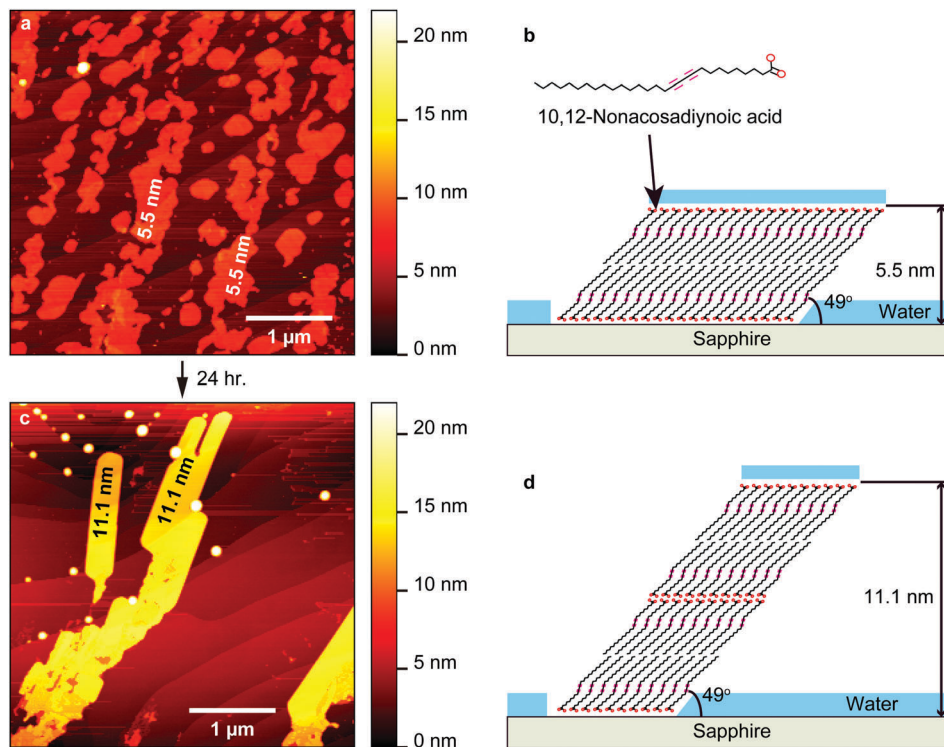 a
5.5 nm
5.5 nm
1 µm
20 nm
15 nm
10 nm
5 nm
0 nm
b
10,12-Nonacosadiynoic acid
5.5 nm
49°
Water
Sapphire
24 hr.
c
11.1 nm
11.1 nm
1 µm
20 nm
15 nm
10 nm
5 nm
0 nm
d
11.1 nm
49°
Water
Sapphire